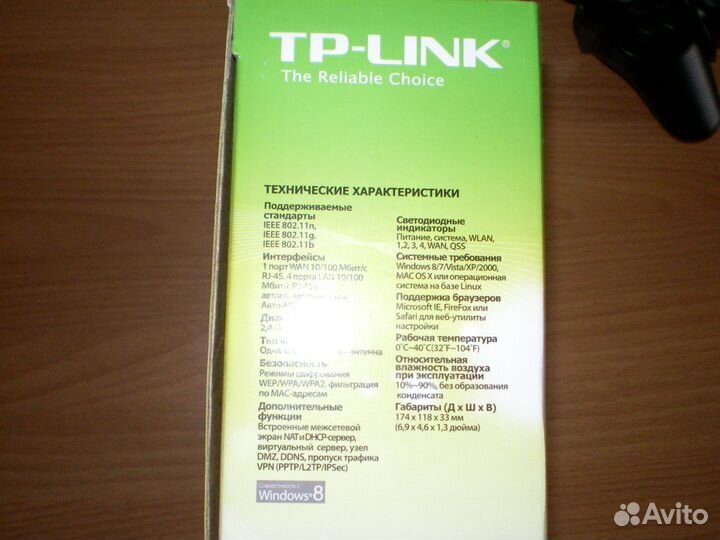 TP-LINK®
The Reliable Choice
ТЕХНИЧЕСКИЕ ХАРАКТЕРИСТИКИ
Поддерживаемые
стандарты
IEEE 802.11n,
IEEE 802.11g,
IEEE 802.11b
Интерфейсы
1 порт WAN 10/100 Мбит/с
RJ-45, 4 порта LAN 10/100
Мбит/с
2,4
Тип
антенна
Безопасность
Режимы шифрования
WEP/WPA/WPA2, фильтрация
по MAC-адресам
Дополнительные
функции
Встроенные межсетевой
экран NAT и DHCP-сервер,
виртуальный сервер, узел
DMZ, DDNS, пропуск трафика
VPN (PPTP/L2TP/IPSec)
Совместимость с
Windows 8
Светодиодные
индикаторы
Питание, система, WLAN,
1,2, 3, 4, WAN, QSS
Системные требования
Windows 8/7/Vista/XP/2000,
MAC OS X или операционная
система на базе Linux
Поддержка браузеров
Microsoft IE, FireFox или
Safari для веб-утилиты
настройки
Рабочая температура
0°C~40°C(32°F~104°F)
Относительная
влажность воздуха
при эксплуатации
10%~90%, без образования
конденсата
Габариты (Д х Ш х В)
174 x 118 x 33 мм
(6,9 x 4,6 x 1,3 дюйма)
Avito